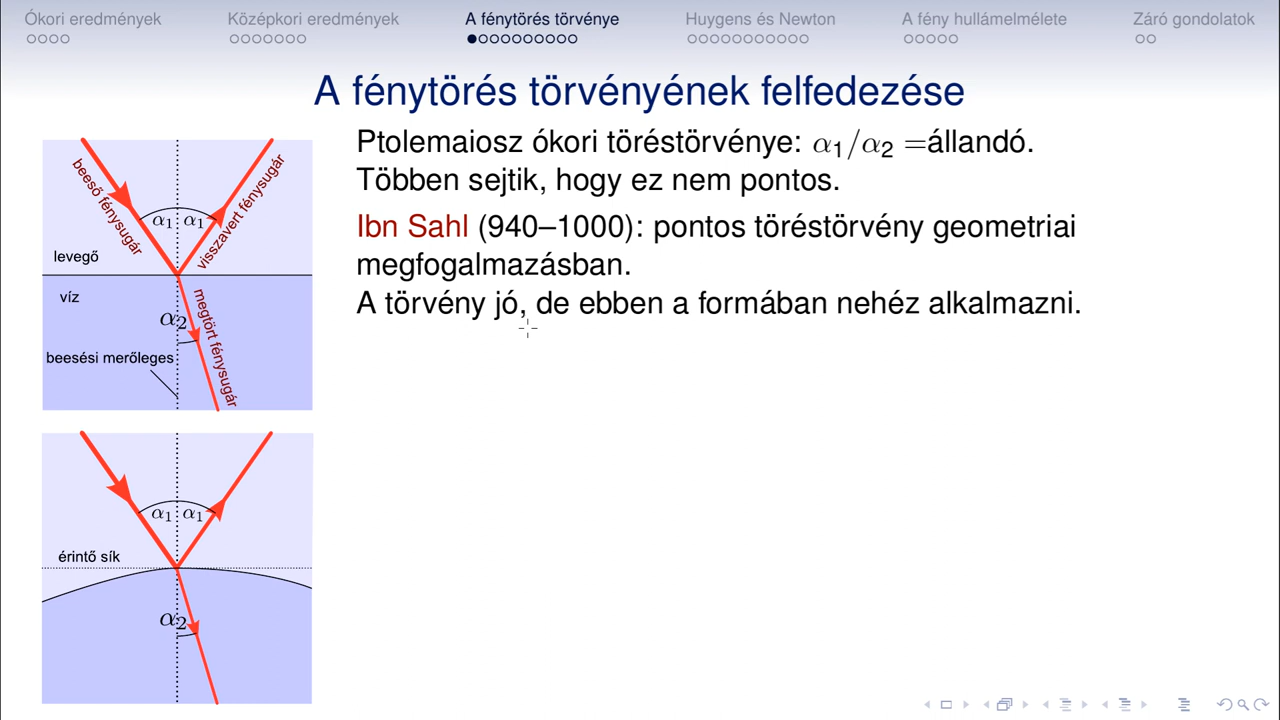 Ókori eredmények
Középkori eredmények
A fénytörés törvénye
Huygens és Newton
A fény hullámelmélete
Záró gondolatok
A fénytörés törvényének felfedezése
Ptolemaiosz ókori töréstörvénye: α₁/α₂ =állandó.
Többen sejtik, hogy ez nem pontos.
Ibn Sahl (940–1000): pontos töréstörvény geometriai
megfogalmazásban.
A törvény jó, de ebben a formában nehéz alkalmazni.
beeső fénysugár
α₁ α₁
visszavert fénysugár
levegő
víz
α₂
megtört fénysugár
beesési merőleges
α₁ α₁
érintő sík
α₂